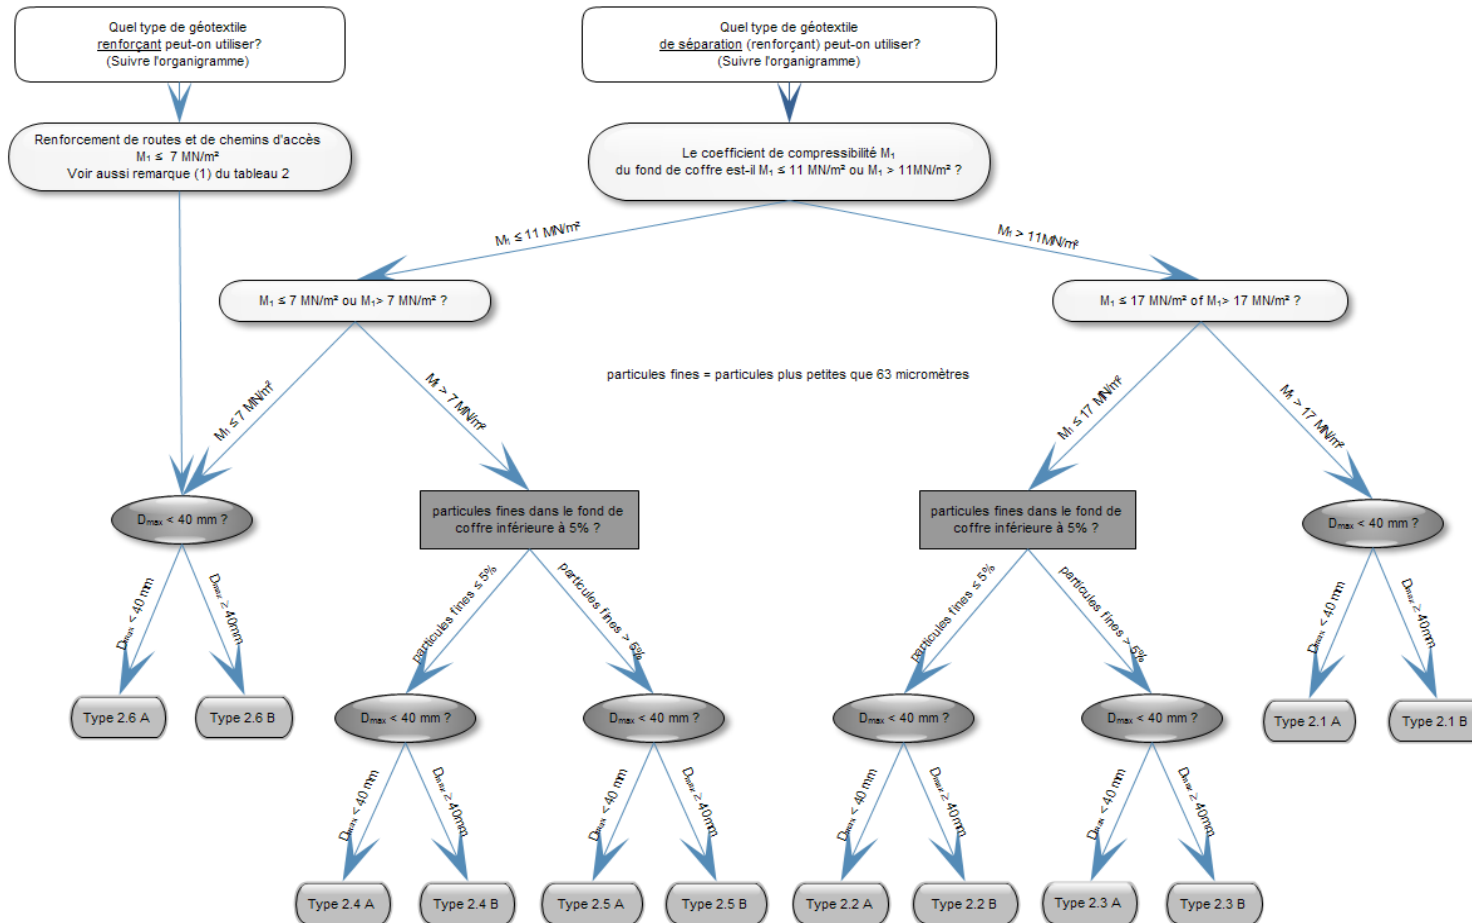 Quel type de géotextile
renforçant peut-on utiliser?
(Suivre l'organigramme)
Quel type de géotextile
de séparation (renforçant) peut-on utiliser?
(Suivre l'organigramme)
Renforcement de routes et de chemins d'accès
M₁ ≤ 7 MN/m²
Voir aussi remarque (1) du tableau 2
Le coefficient de compressibilité M₁
du fond de coffre est-il M₁ ≤ 11 MN/m² ou M₁ > 11MN/m² ?
M₁ ≤ 11 MN/m²
M₁ > 11MN/m²
M₁ ≤ 7 MN/m² ou M₁> 7 MN/m² ?
M₁ ≤ 17 MN/m² of M₁> 17 MN/m² ?
particules fines = particules plus petites que 63 micromètres
M₁ ≤ 7 MN/m²
M₁ > 7 MN/m²
M₁ ≤ 17 MN/m²
M₁ > 17 MN/m²
Dmax < 40 mm ?
particules fines dans le fond de
coffre inférieure à 5% ?
particules fines dans le fond de
coffre inférieure à 5% ?
Dmax < 40 mm ?
Dmax < 40 mm
Dmax ≥ 40mm
particules fines ≤ 5%
particules fines > 5%
particules fines ≤ 5%
particules fines > 5%
Dmax < 40 mm
Dmax ≥ 40mm
Type 2.6 A
Type 2.6 B
Dmax < 40 mm ?
Dmax < 40 mm ?
Dmax < 40 mm ?
Dmax < 40 mm ?
Type 2.1 A
Type 2.1 B
Dmax < 40 mm
Dmax ≥ 40mm
Dmax < 40 mm
Dmax ≥ 40mm
Dmax < 40 mm
Dmax ≥ 40mm
Dmax < 40 mm
Dmax ≥ 40mm
Type 2.4 A
Type 2.4 B
Type 2.5 A
Type 2.5 B
Type 2.2 A
Type 2.2 B
Type 2.3 A
Type 2.3 B